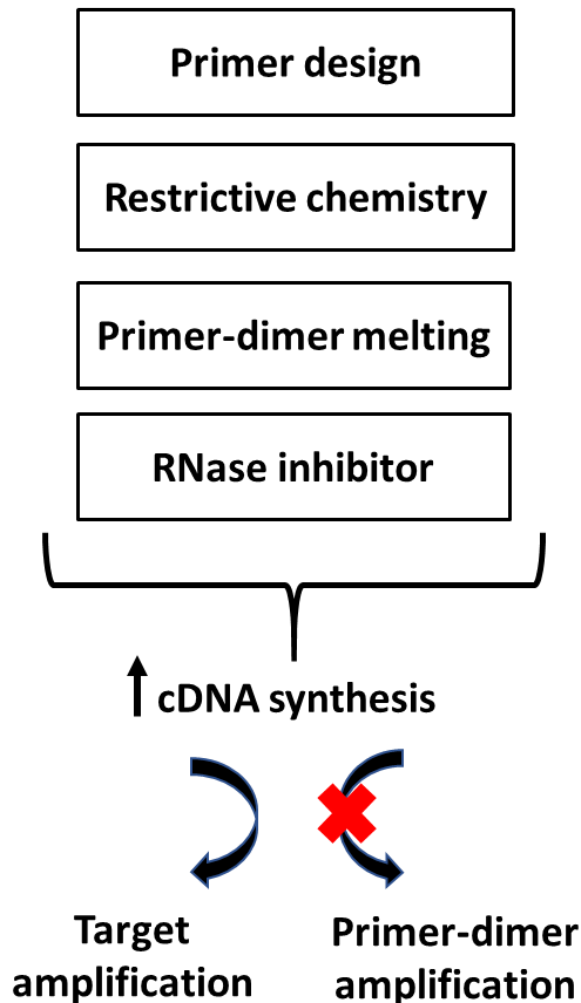 Primer design
Restrictive chemistry
Primer-dimer melting
RNase inhibitor
cDNA synthesis
Target
amplification
Primer-dimer
amplification